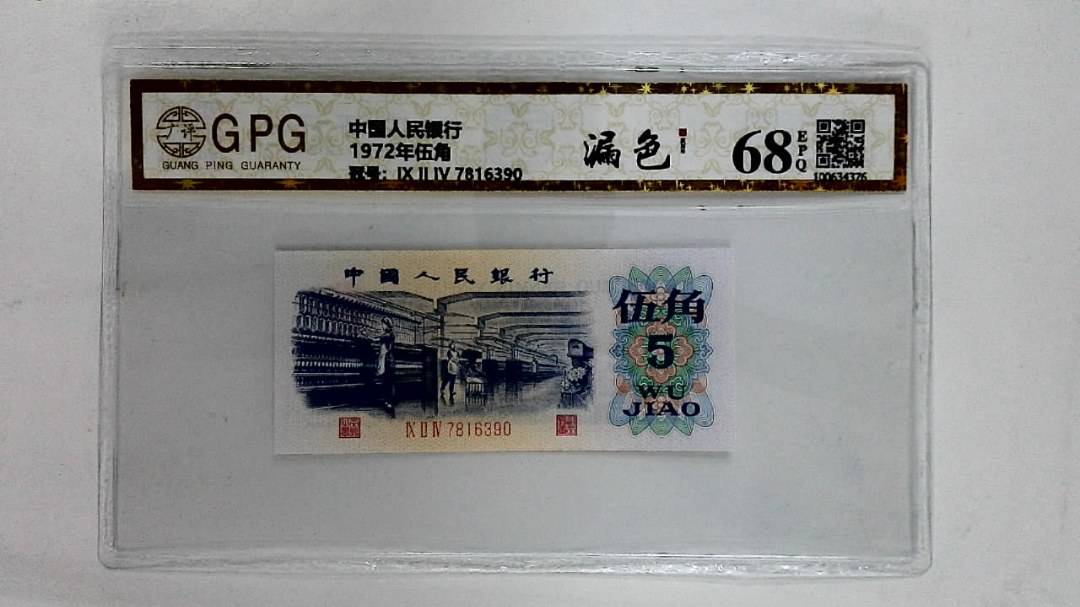 GPG
GUANG PING GUARANTY
中國人民银行
1972年伍角
冠号: IX II IV 7816390
漏色
68
EPQ
100634376
中國人民銀行
伍角
5
WU
JIAO
IX II IV 7816390